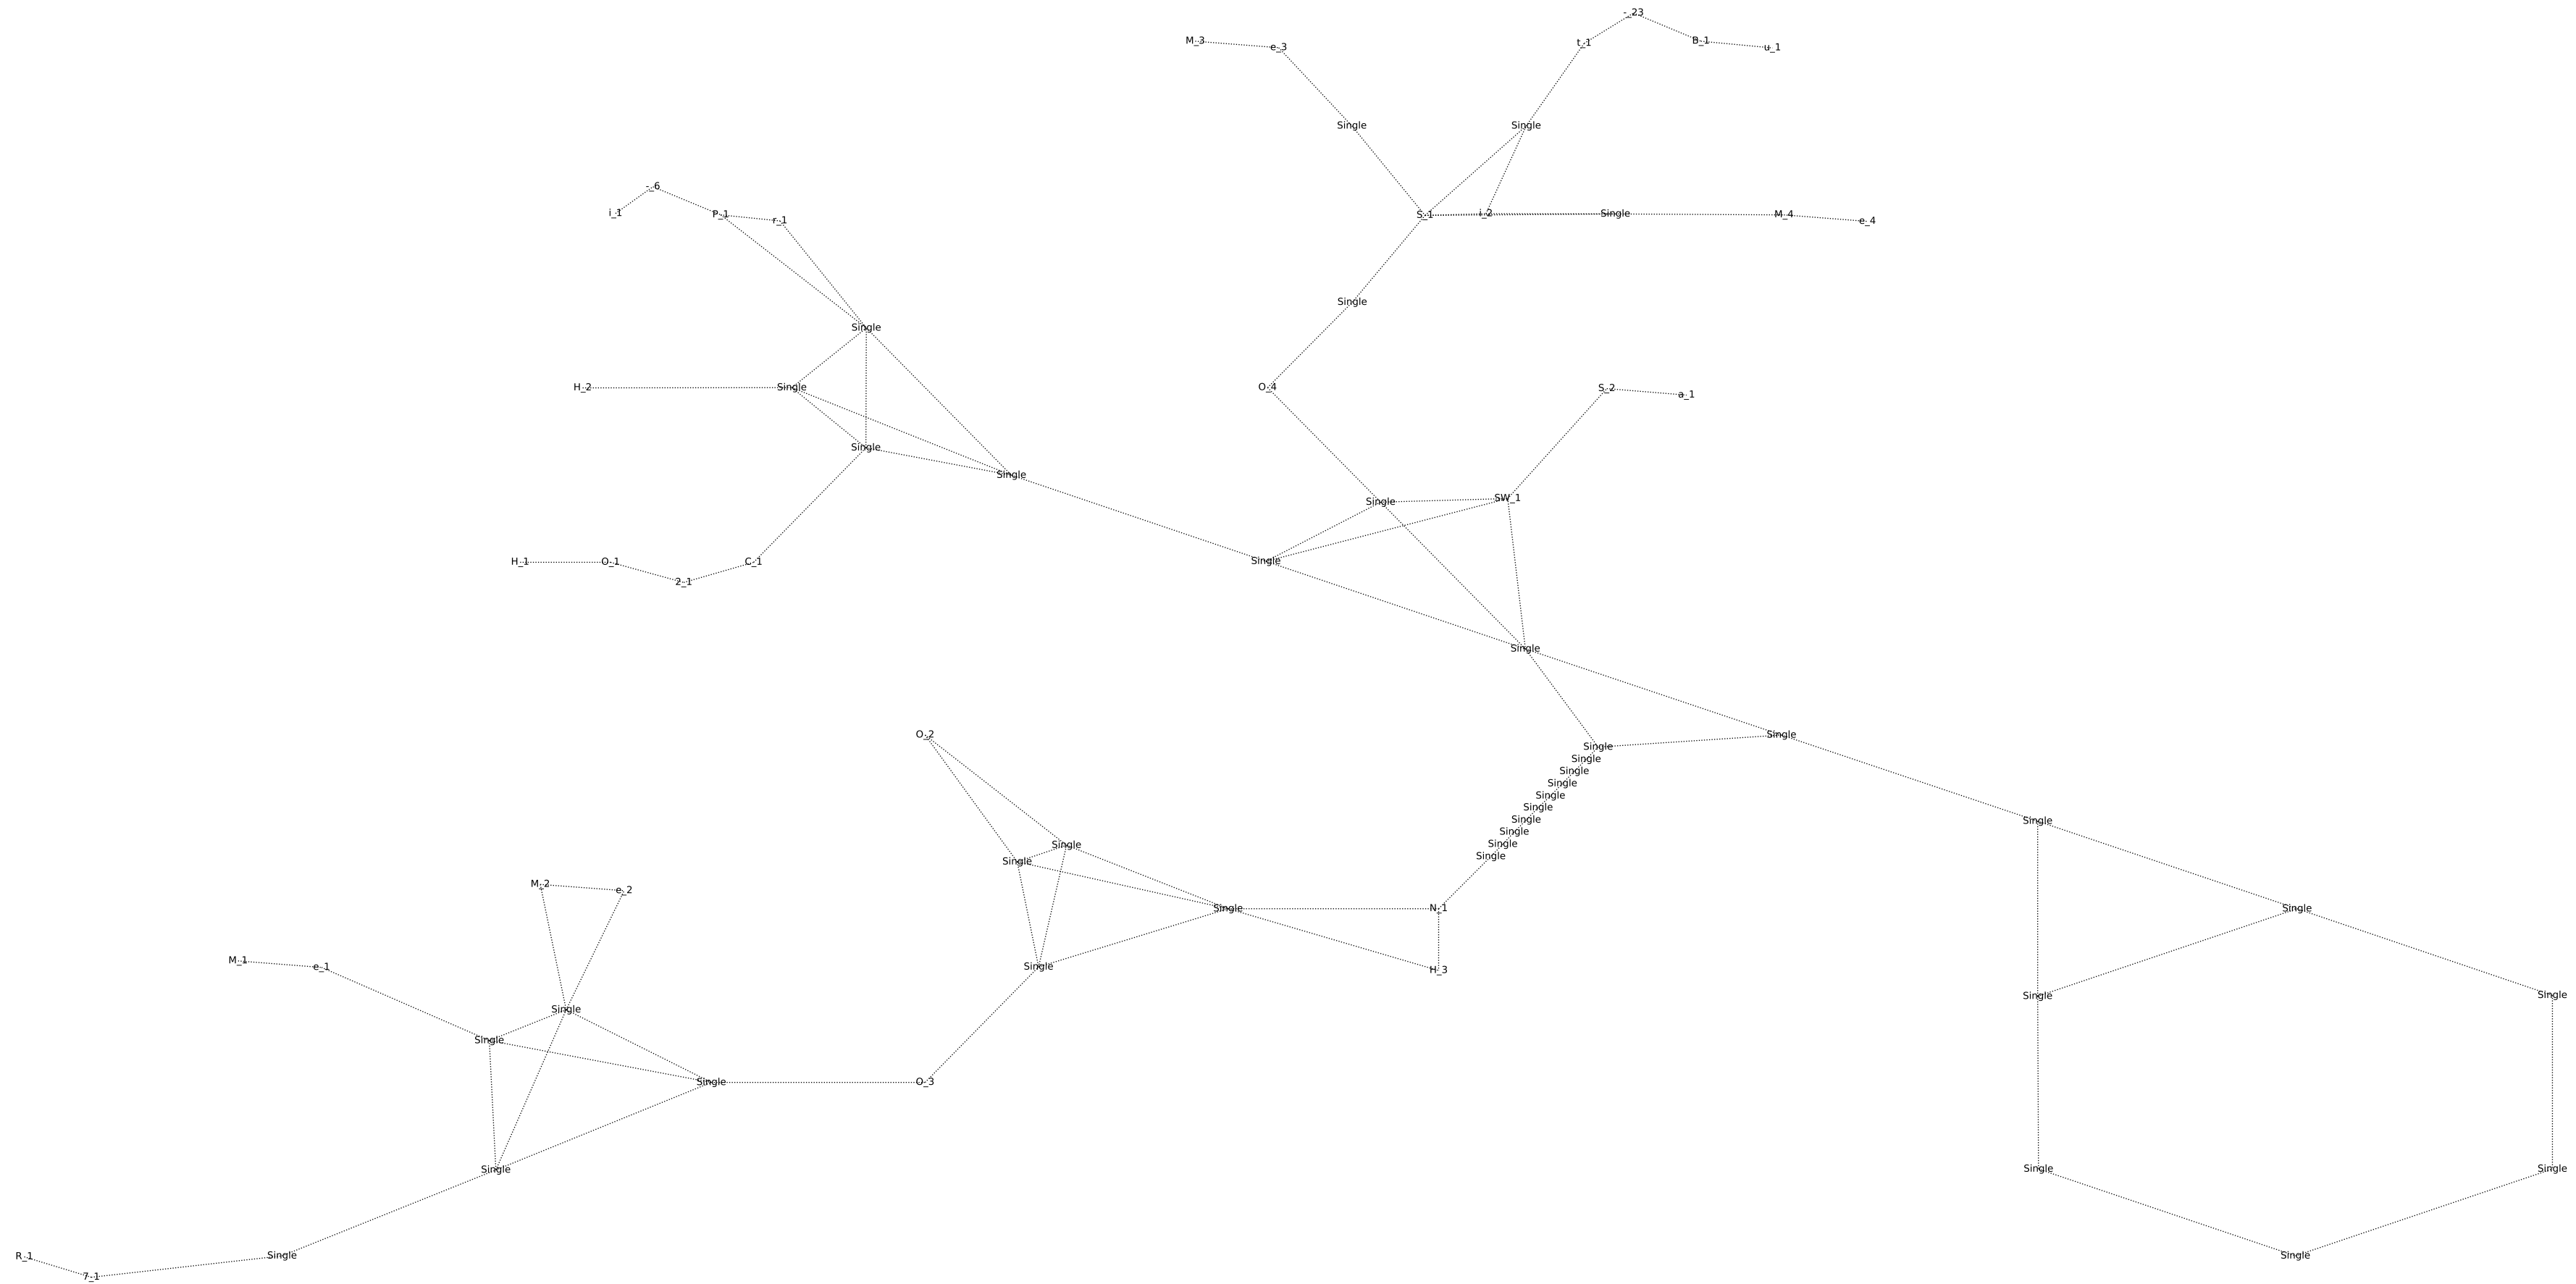 -_23
M_3 e_3 t_1 B_1 u_1
Single Single
-_6
i_1 P_1 r_1 S_1 i_2 Single M_4 e_4
Single
Single
H_2 Single O_4 S_2 a_1
Single
Single
Single SW_1
H_1 O_1 2_1 C_1 Single
Single
O_2 Single Single
Single
Single
Single
Single
Single
Single Single
Single
Single
Single
Single
Single
Single
M_2 e_2
Single N_1 Single
M_1 e_1 Single H_3
Single Single
Single
Single
Single O_3
Single Single Single
R_1 7_1 Single Single